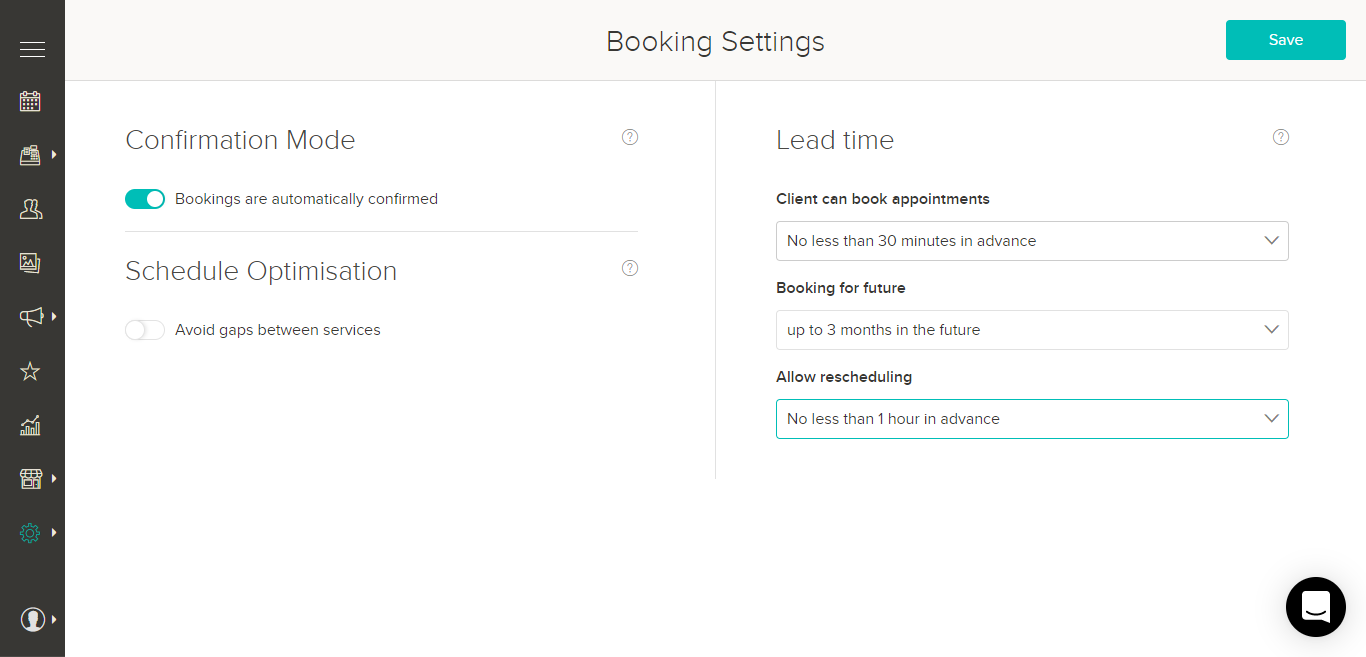 Booking Settings
Save
Confirmation Mode
?
Bookings are automatically confirmed
Schedule Optimisation
?
Avoid gaps between services
Lead time
?
Client can book appointments
No less than 30 minutes in advance
Booking for future
up to 3 months in the future
Allow rescheduling
No less than 1 hour in advance